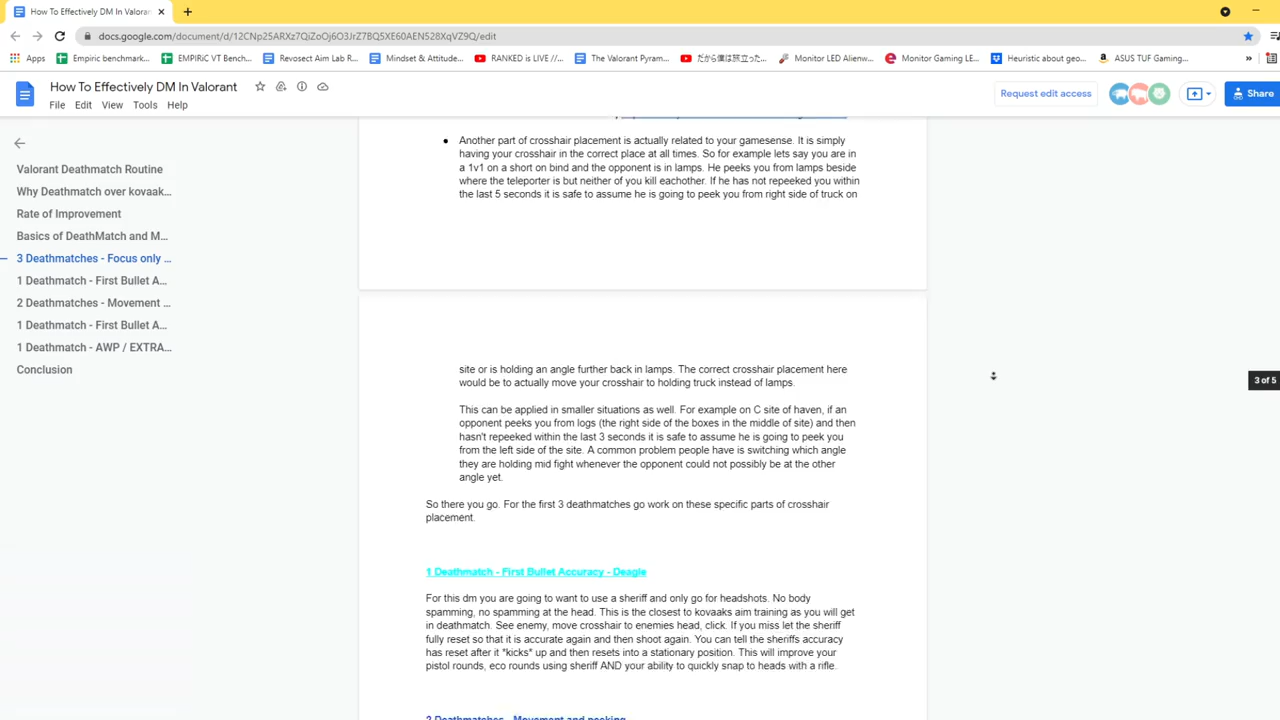 How To Effectively DM In Valoran
docs.google.com/document/d/12CNp25ARXz7QiZoOj6O3JrZ7BQ5XE60AEN528XqVZ9Q/edit
Empiric benchmark... EMPIRiC VT Bench... Revosect Aim Lab R... Mindset & Attitude... RANKED is LIVE //... The Valorant Pyram... だから僕は旅立った... Monitor LED Alienw... Monitor Gaming LE... Heuristic about geo... ASUS TUF Gaming... »
How To Effectively DM In Valorant
File Edit View Tools Help
Request edit access
Share
Valorant Deathmatch Routine
Why Deathmatch over kovaak...
Rate of Improvement
Basics of DeathMatch and M...
3 Deathmatches - Focus only ...
1 Deathmatch - First Bullet A...
2 Deathmatches - Movement ...
1 Deathmatch - First Bullet A...
1 Deathmatch - AWP / EXTRA...
Conclusion
● Another part of crosshair placement is actually related to your gamesense. It is simply
having your crosshair in the correct place at all times. So for example lets say you are in
a 1v1 on a short on bind and the opponent is in lamps. He peeks you from lamps beside
where the teleporter is but neither of you kill eachother. If he has not repeeked you within
the last 5 seconds it is safe to assume he is going to peek you from right side of truck on
site or is holding an angle further back in lamps. The correct crosshair placement here
would be to actually move your crosshair to holding truck instead of lamps.
This can be applied in smaller situations as well. For example on C site of haven, if an
opponent peeks you from logs (the right side of the boxes in the middle of site) and then
hasn't repeeked within the last 3 seconds it is safe to assume he is going to peek you
from the left side of the site. A common problem people have is switching which angle
they are holding mid fight whenever the opponent could not possibly be at the other
angle yet.
So there you go. For the first 3 deathmatches go work on these specific parts of crosshair
placement.
1 Deathmatch - First Bullet Accuracy - Deagle
For this dm you are going to want to use a sheriff and only go for headshots. No body
spamming, no spamming at the head. This is the closest to kovaaks aim training as you will get
in deathmatch. See enemy, move crosshair to enemies head, click. If you miss let the sheriff
fully reset so that it is accurate again and then shoot again. You can tell the sheriffs accuracy
has reset after it *kicks* up and then resets into a stationary position. This will improve your
pistol rounds, eco rounds using sheriff AND your ability to quickly snap to heads with a rifle.
2 Deathmatches - Movement and peeking
3 of 5